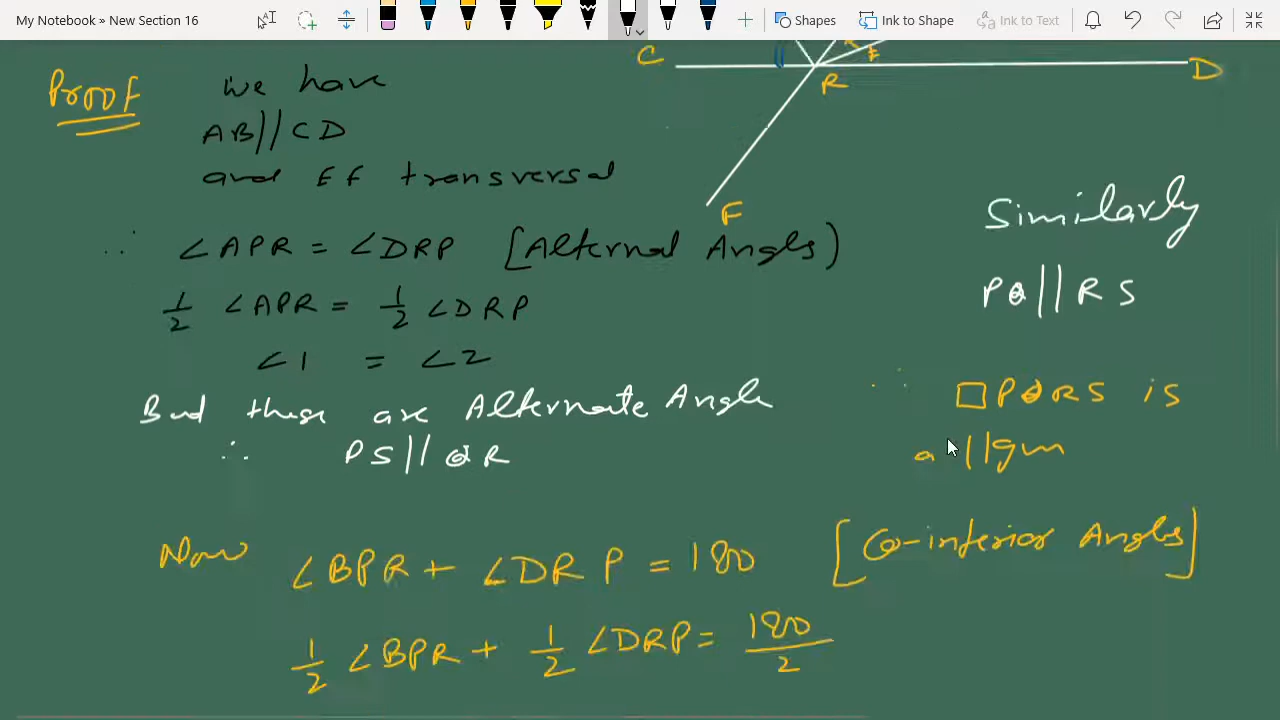 My Notebook » New Section 16
Shapes
Ink to Shape
Ink to Text
C
R
D
F
Proof
We have
AB||CD
and EF transversal
∴ ∠APR = ∠DRP [Alternal Angls)
1/2 ∠APR = 1/2 ∠DRP
∠1 = ∠2
But these are Alternate Angle
∴ PS||QR
Similarly
PQ||RS
∴ □PQRS is
a ||gm
Now ∠BPR + ∠DRP = 180 [Co-inferior Angls]
1/2 ∠BPR + 1/2 ∠DRP = 180/2